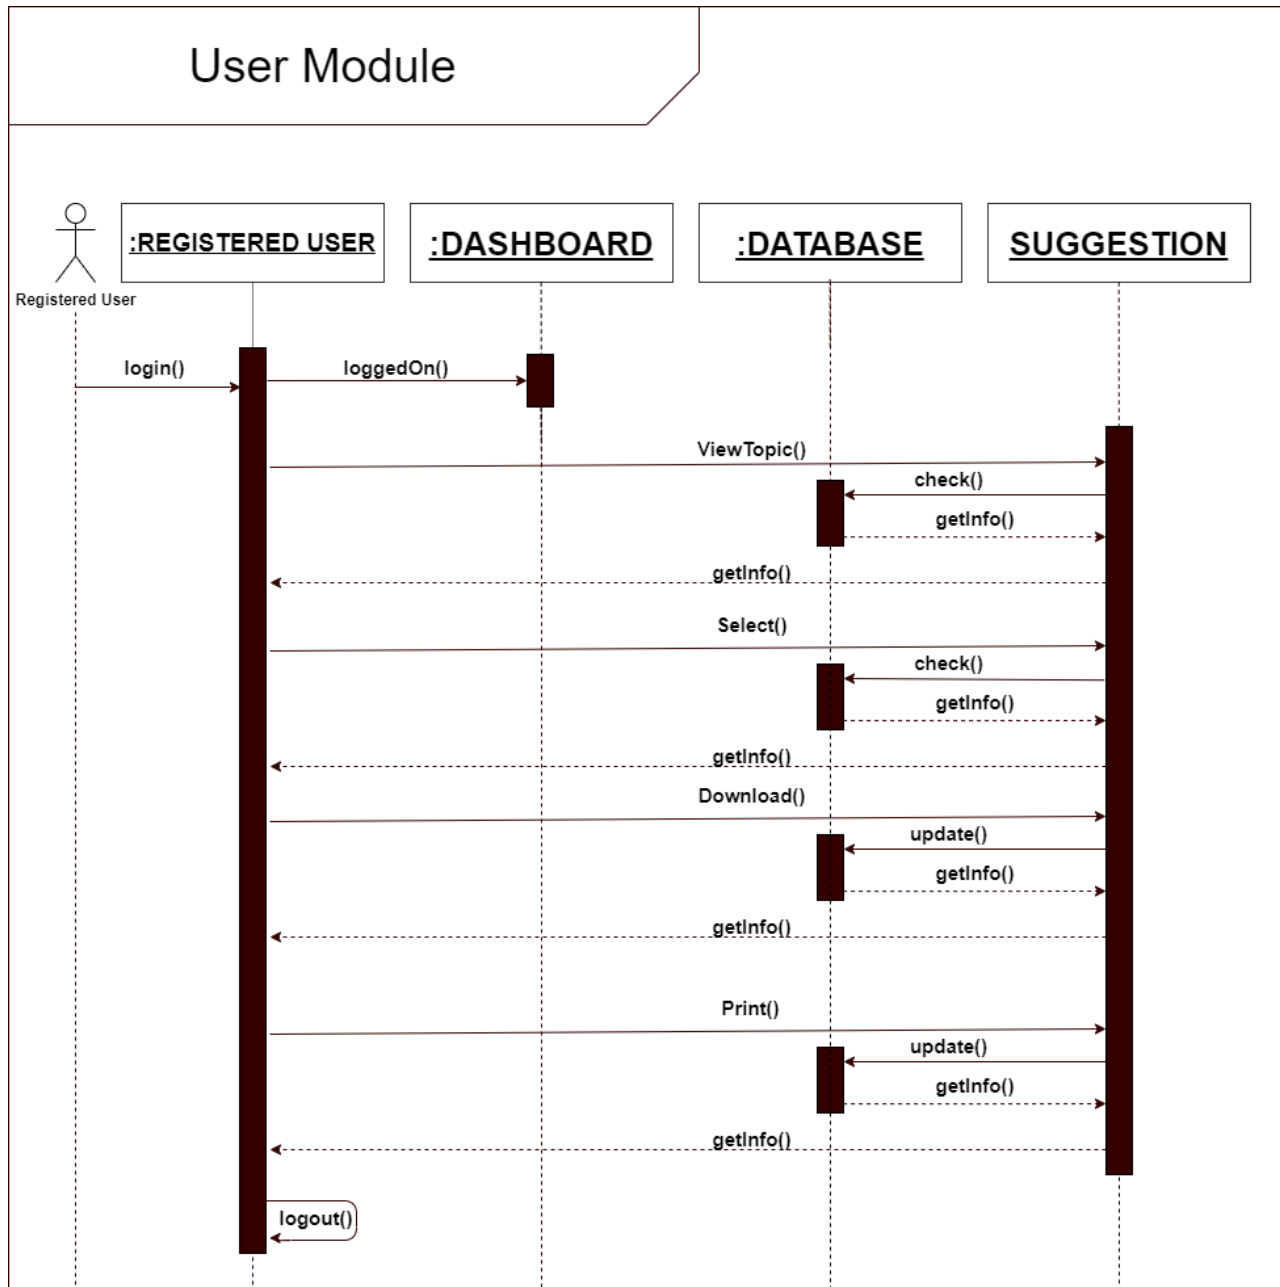 User Module
:REGISTERED USER
:DASHBOARD
:DATABASE
SUGGESTION
Registered User
login()
loggedOn()
ViewTopic()
check()
getInfo()
getInfo()
Select()
check()
getInfo()
getInfo()
Download()
update()
getInfo()
getInfo()
Print()
update()
getInfo()
getInfo()
logout()